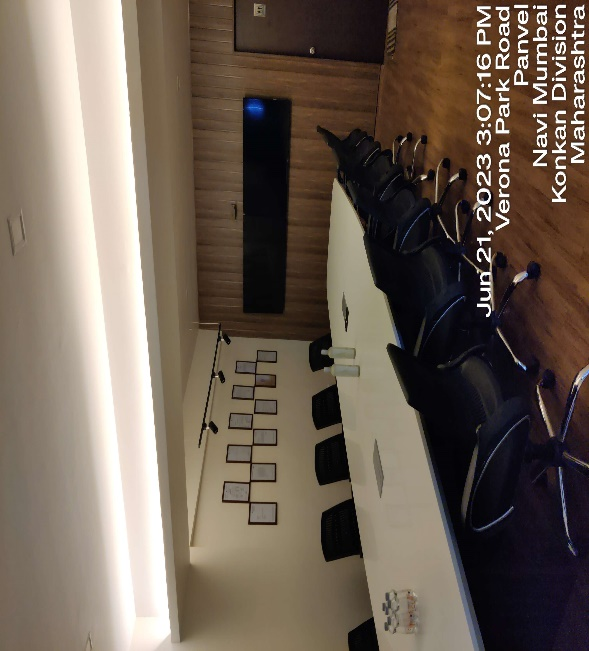 Jun 21, 2023 3:07:16 PM
Verona Park Road
Panvel
Navi Mumbai
Konkan Division
Maharashtra